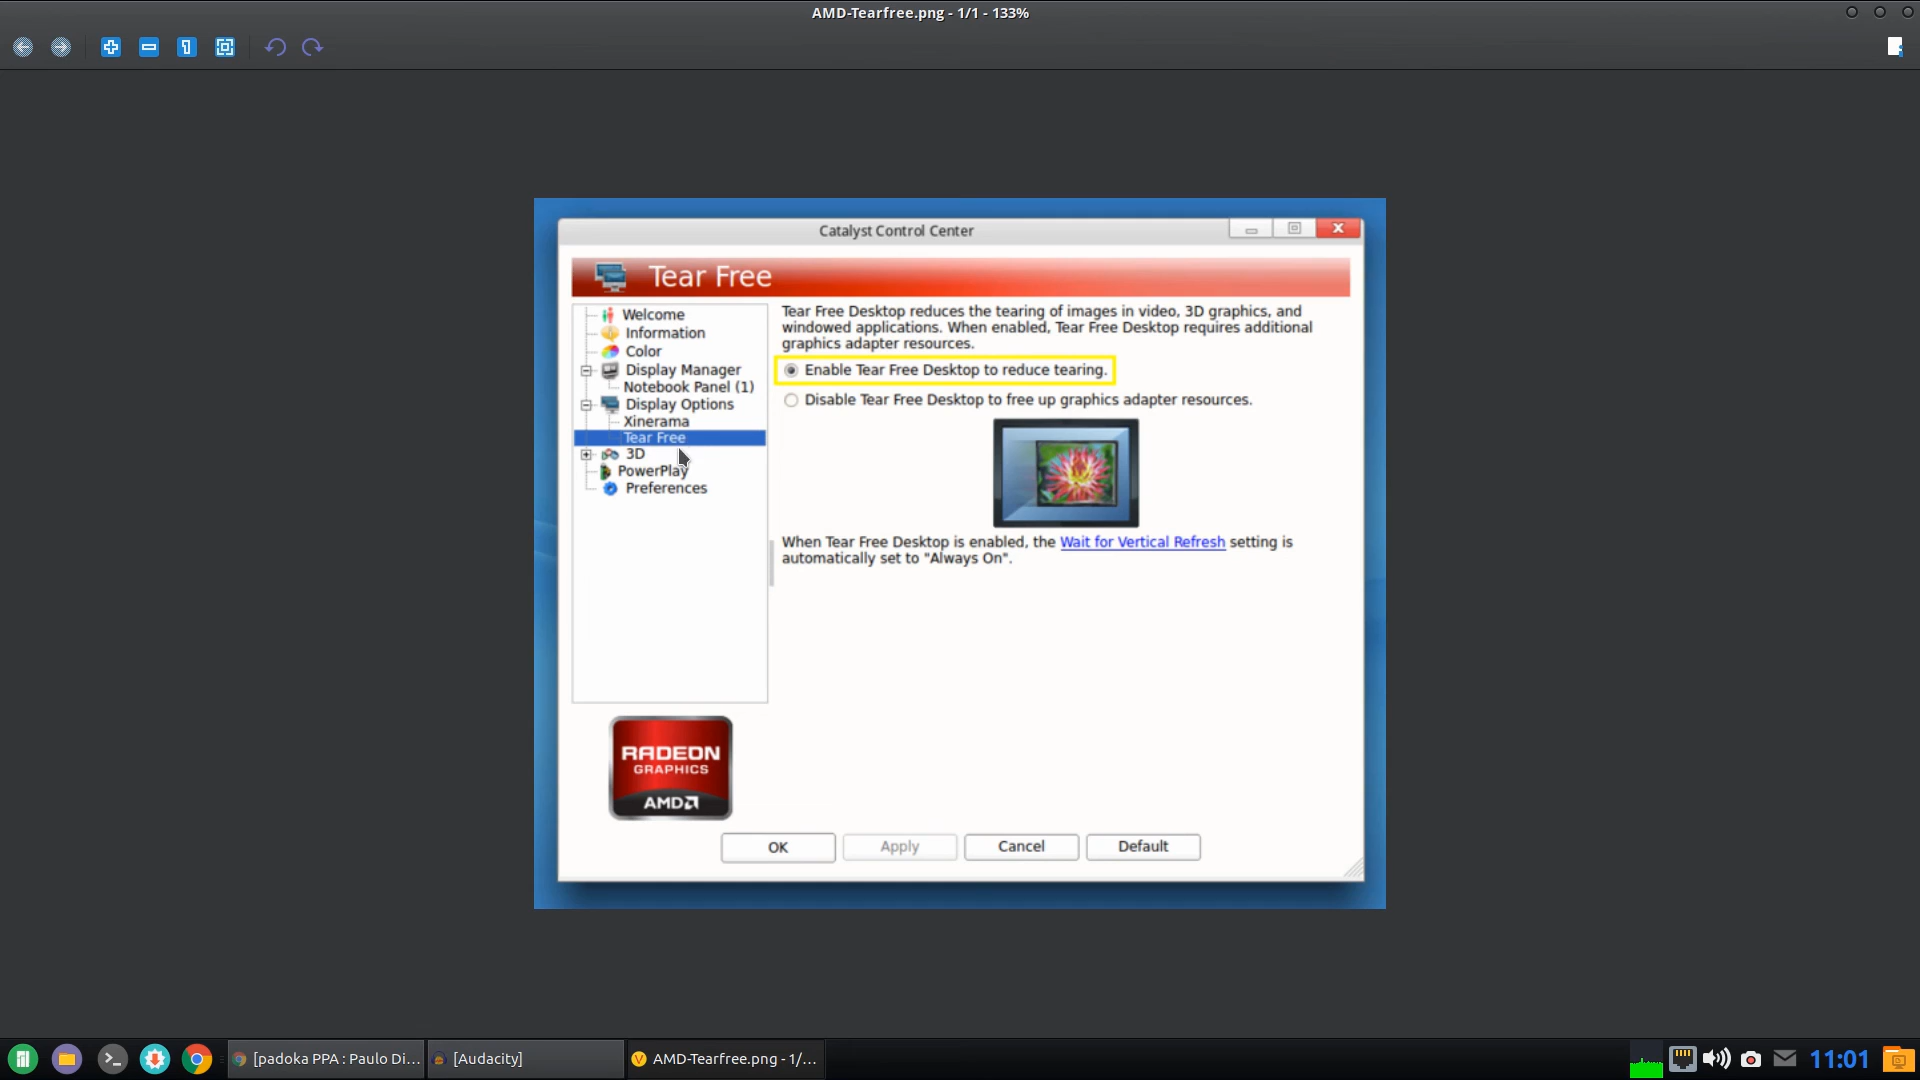 AMD-Tearfree.png - 1/1 - 133%
Catalyst Control Center
Tear Free
Welcome
Information
Color
Display Manager
Notebook Panel (1)
Display Options
Xinerama
Tear Free
3D
PowerPlay
Preferences
Tear Free Desktop reduces the tearing of images in video, 3D graphics, and
windowed applications. When enabled, Tear Free Desktop requires additional
graphics adapter resources.
Enable Tear Free Desktop to reduce tearing.
Disable Tear Free Desktop to free up graphics adapter resources.
When Tear Free Desktop is enabled, the Wait for Vertical Refresh setting is
automatically set to "Always On".
RADEON
GRAPHICS
AMD
OK
Apply
Cancel
Default
[padoka PPA : Paulo Di...
[Audacity]
AMD-Tearfree.png - 1/...
11:01